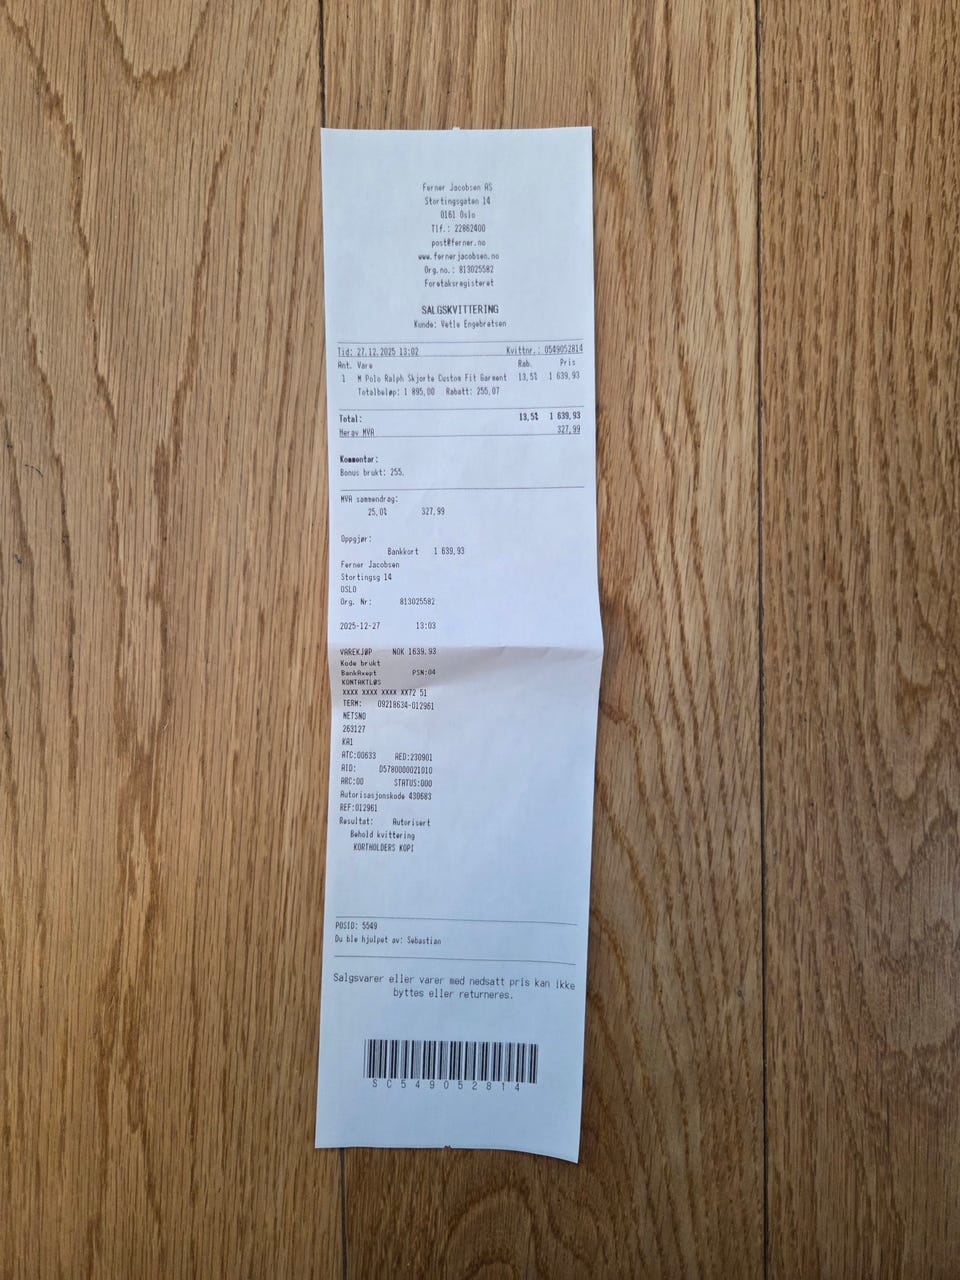 Ferner Jacobsen AS
Stortingsgaten 14
0161 Oslo
Tlf.: 22862400
post@ferner.no
www.fernerjacobsen.no
Org.no.: 813025582
Foretaksregisteret
SALGSKVITTERING
Kunde: Vetle Engebretsen
Tid: 27.12.2025 13:02 Kvittnr.: 0549052814
Ant. Vare Rab. Pris
1 M Polo Ralph Skjorte Custom Fit Garment 13,5% 1 639,93
Totalbeløp: 1 895,00 Rabatt: 255,07
Total: 13,5% 1 639,93
Herav MVA 327,99
Kommentar:
Bonus brukt: 255.
MVA sammendrag:
25,0% 327,99
Oppgjør:
Bankkort 1 639,93
Ferner Jacobsen
Stortingsg 14
OSLO
Org. Nr: 813025582
2025-12-27 13:03
VAREKJØP NOK 1639.93
Kode brukt
BankAxept PSN:04
KONTAKTLØS
XXXX XXXX XXXX XX72 51
TERM: 09218634-012961
NETSNO
263127
KA1
ATC:00633 AED:230901
AID: D5780000021010
ARC:00 STATUS:000
Autorisasjonskode 430683
REF:012961
Resultat: Autorisert
Behold kvittering
KORTHOLDERS KOPI
POSID: 5549
Du ble hjulpet av: Sebastian
Salgsvarer eller varer med nedsatt pris kan ikke
byttes eller returneres.
SC549052814